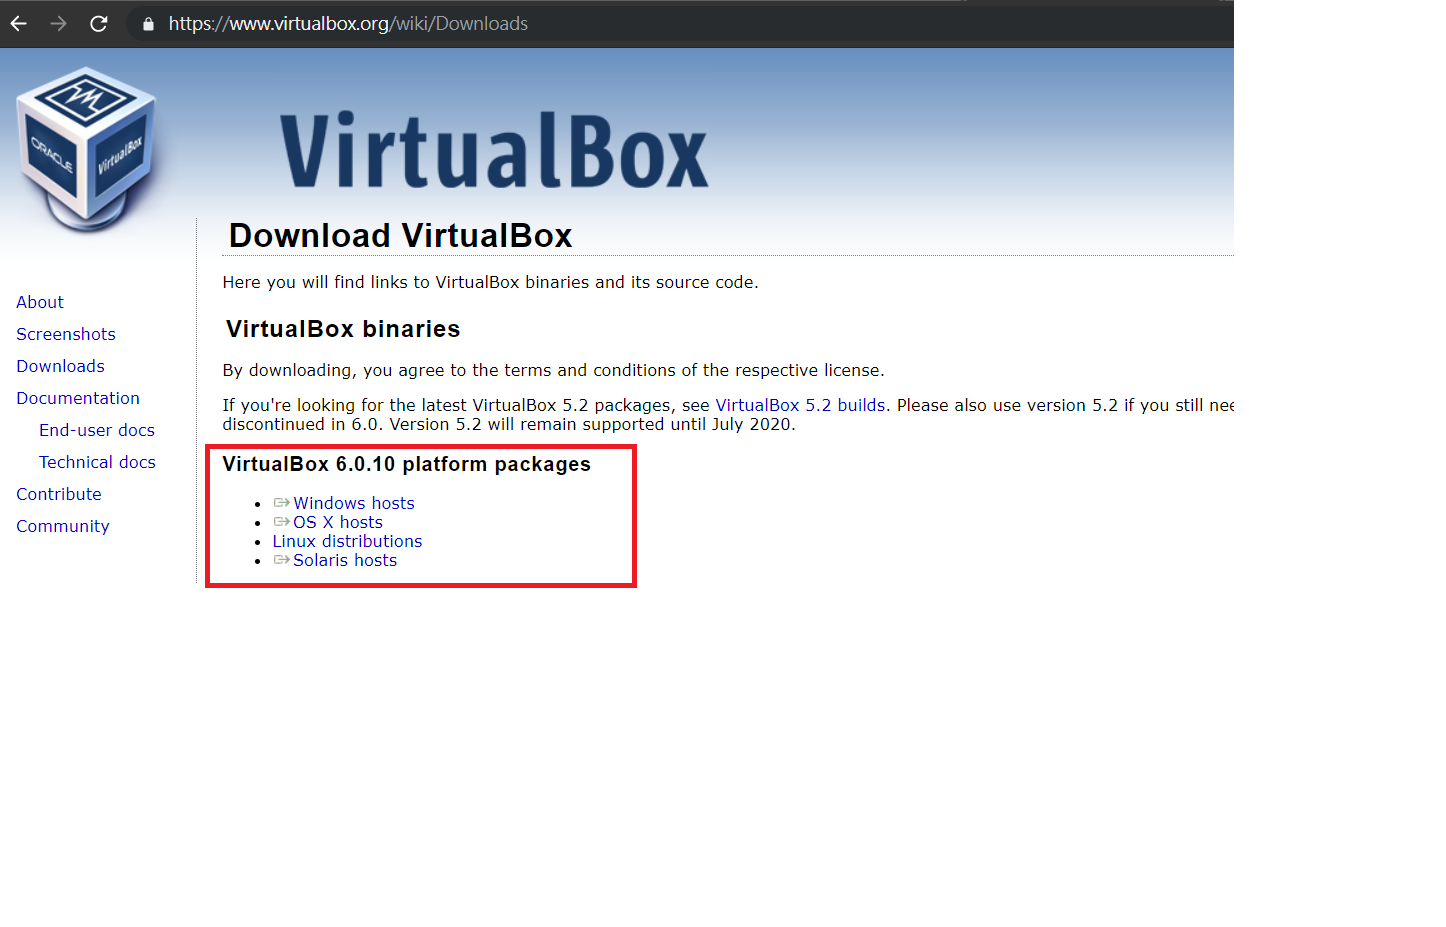 https://www.virtualbox.org/wiki/Downloads
ORACLE
VirtualBox
VirtualBox
Download VirtualBox
Here you will find links to VirtualBox binaries and its source code.
VirtualBox binaries
By downloading, you agree to the terms and conditions of the respective license.
If you're looking for the latest VirtualBox 5.2 packages, see VirtualBox 5.2 builds. Please also use version 5.2 if you still
discontinued in 6.0. Version 5.2 will remain supported until July 2020.
VirtualBox 6.0.10 platform packages
Windows hosts
OS X hosts
Linux distributions
Solaris hosts
About
Screenshots
Downloads
Documentation
End-user docs
Technical docs
Contribute
Community